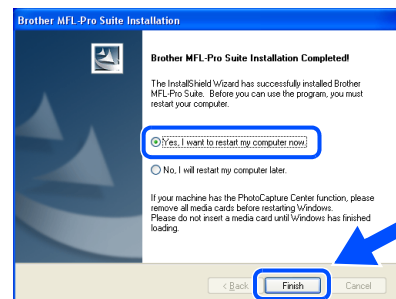 Brother MFL-Pro Suite Installation
Brother MFL-Pro Suite Installation Completed!
The InstallShield Wizard has successfully installed Brother
MFL-Pro Suite. Before you can use the program, you must
restart your computer.
Yes, I want to restart my computer now.
No, I will restart my computer later.
If your machine has the PhotoCapture Center function, please
remove all media cards before restarting Windows.
Please do not insert a media card until Windows has finished
loading.
< Back Finish Cancel